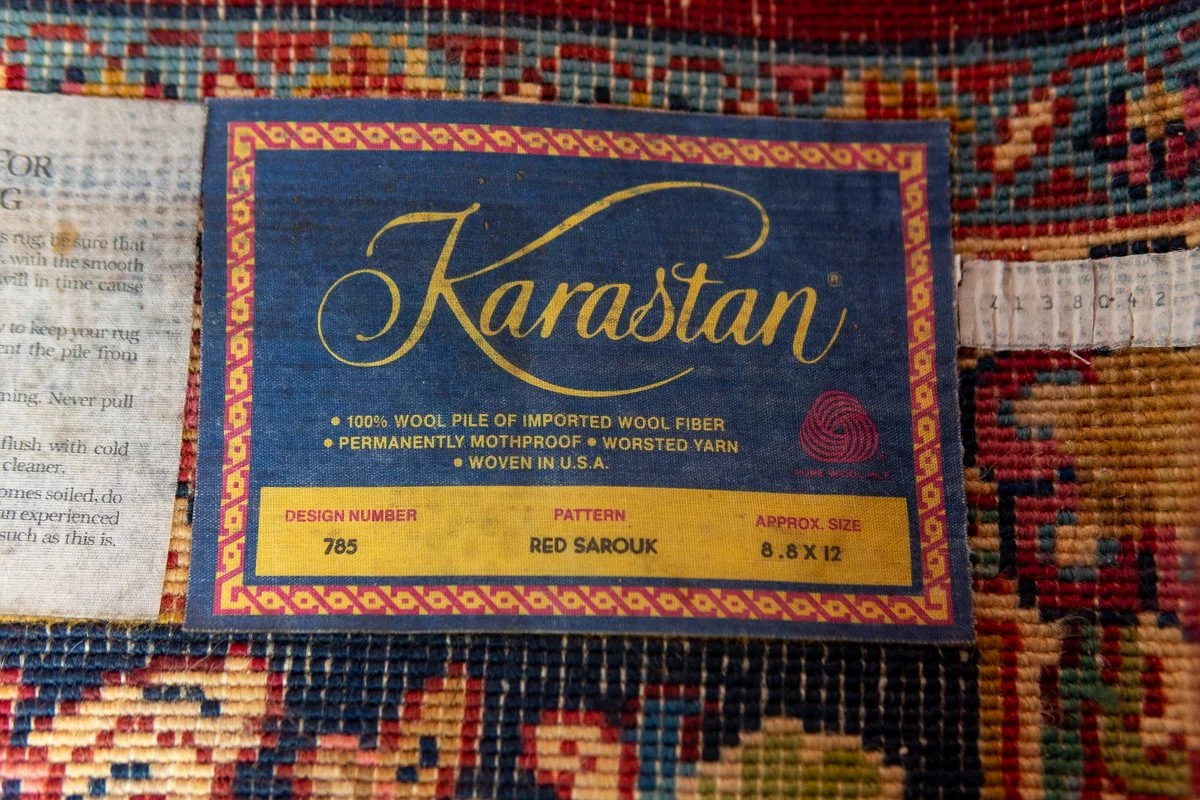 FOR
G
s rug, be sure that
, with the smooth
will in time cause
y to keep your rug
ent the pile from
ning. Never pull
flush with cold
cleaner.
omes soiled, do
an experienced
such as this is.
Karastan®
• 100% WOOL PILE OF IMPORTED WOOL FIBER
• PERMANENTLY MOTHPROOF • WORSTED YARN
• WOVEN IN U.S.A.
PURE WOOL PILE
DESIGN NUMBER PATTERN APPROX. SIZE
785 RED SAROUK 8.8 X 12